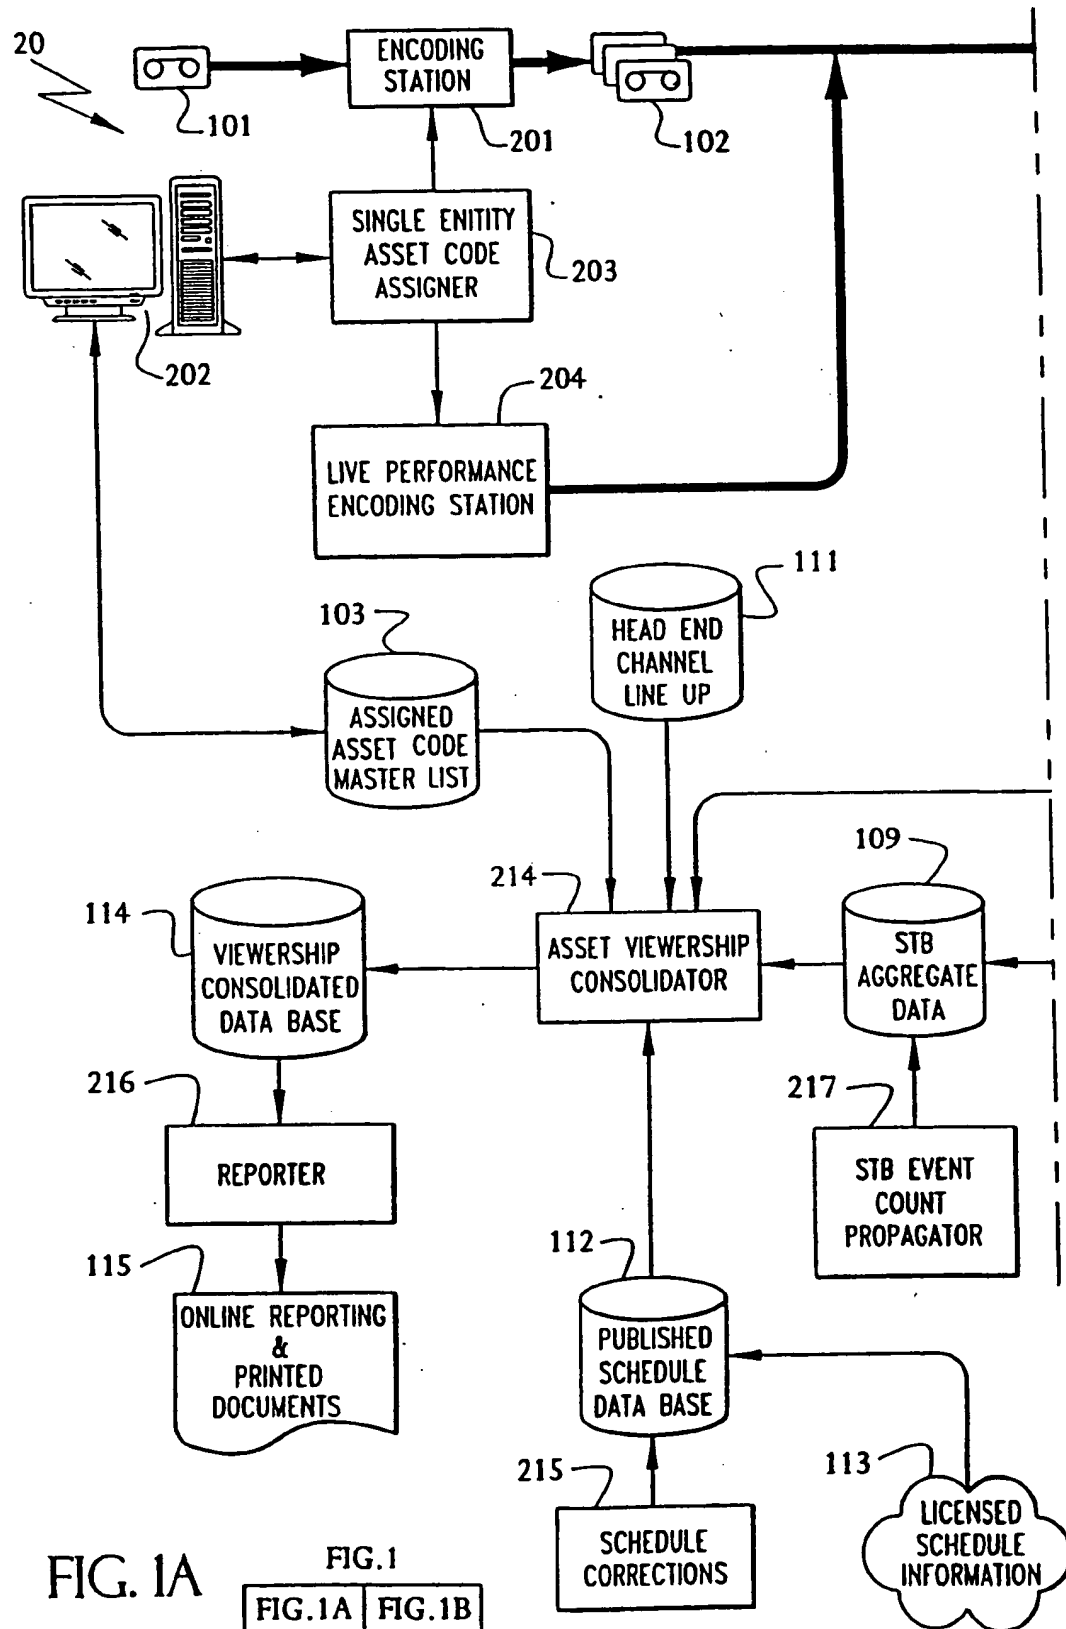 20
101
ENCODING
STATION
201
102
SINGLE ENITITY
ASSET CODE
ASSIGNER
203
202
204
LIVE PERFORMANCE
ENCODING STATION
111
HEAD END
CHANNEL
LINE UP
103
ASSIGNED
ASSET CODE
MASTER LIST
109
STB
AGGREGATE
DATA
214
ASSET VIEWERSHIP
CONSOLIDATOR
114
VIEWERSHIP
CONSOLIDATED
DATA BASE
216
REPORTER
217
STB EVENT
COUNT
PROPAGATOR
115
ONLINE REPORTING
&
PRINTED
DOCUMENTS
112
PUBLISHED
SCHEDULE
DATA BASE
215
SCHEDULE
CORRECTIONS
113
LICENSED
SCHEDULE
INFORMATION
FIG. 1A
FIG.1
FIG.1A FIG.1B